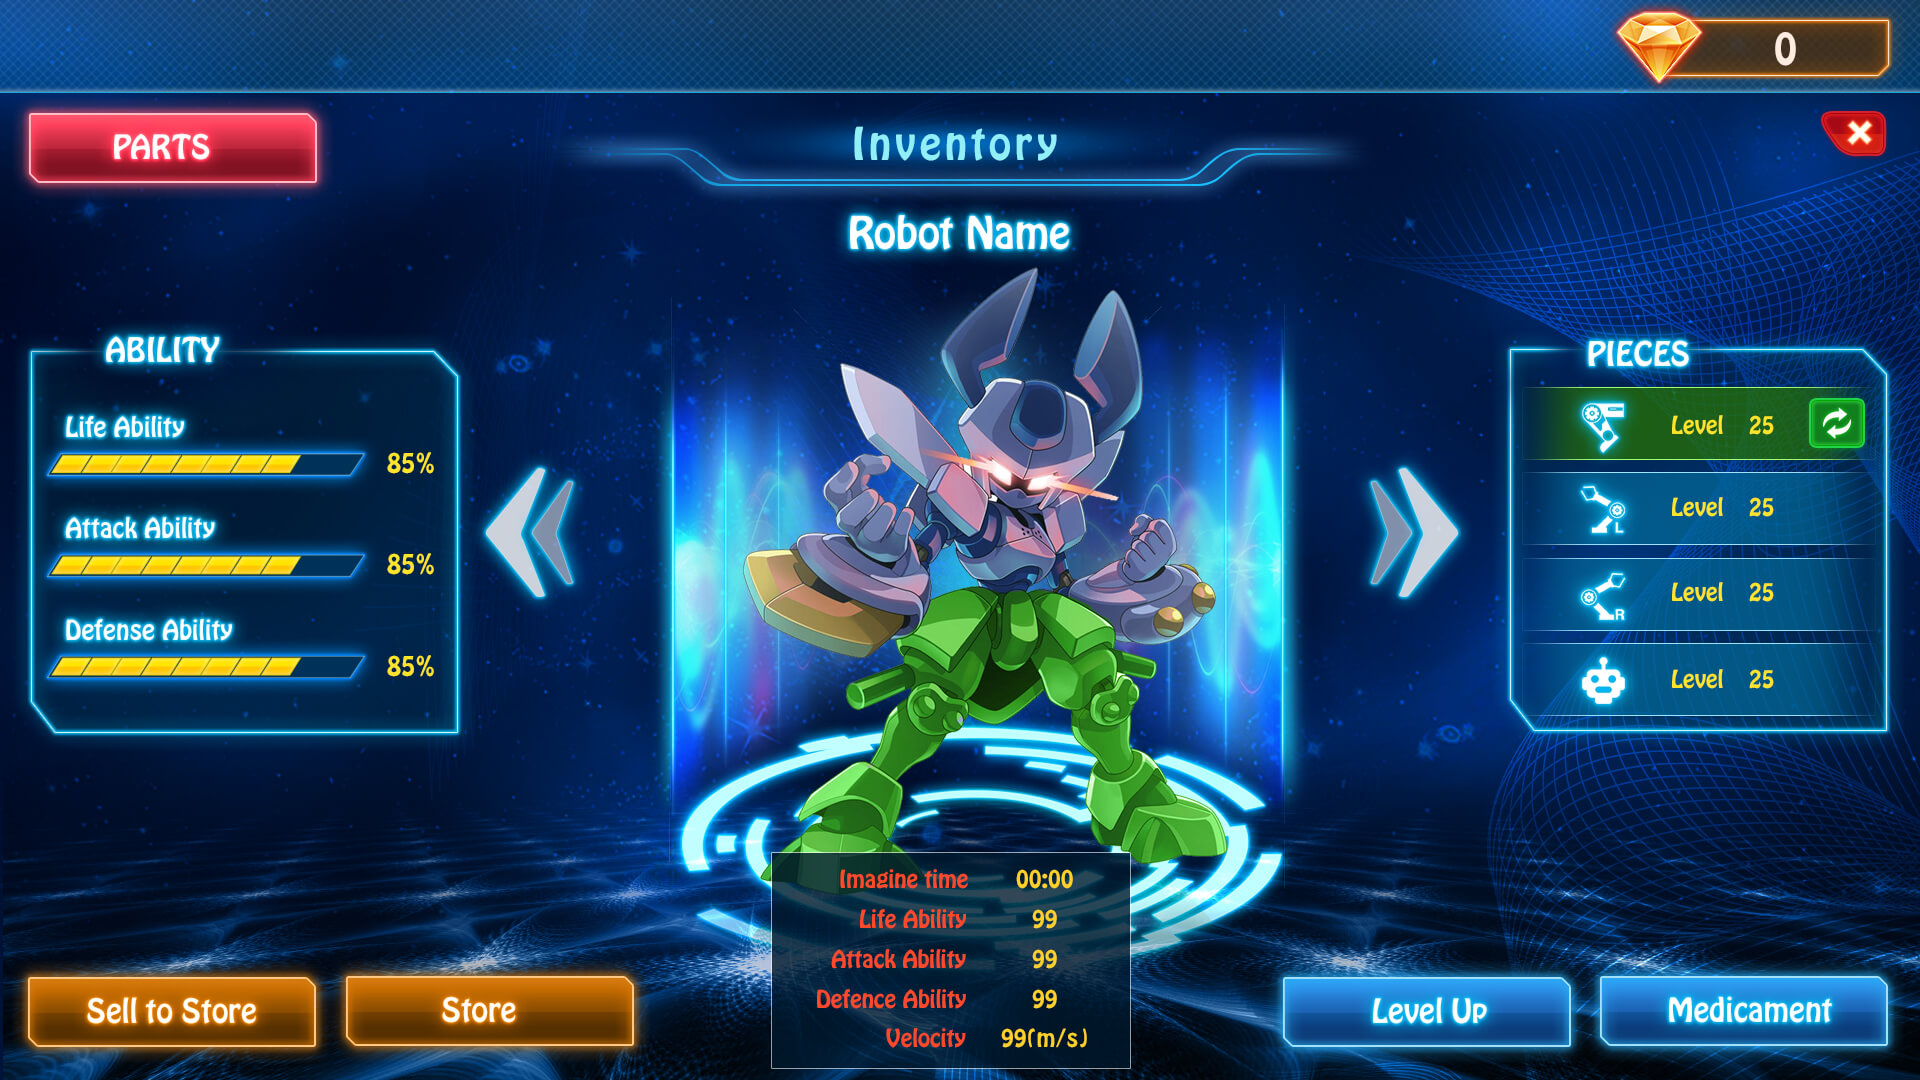 0
PARTS
Inventory
Robot Name
ABILITY
Life Ability
85%
Attack Ability
85%
Defense Ability
85%
PIECES
Level 25
Level 25
L
Level 25
R
Level 25
Imagine time 00:00
Life Ability 99
Attack Ability 99
Defence Ability 99
Velocity 99(m/s)
Sell to Store
Store
Level Up
Medicament